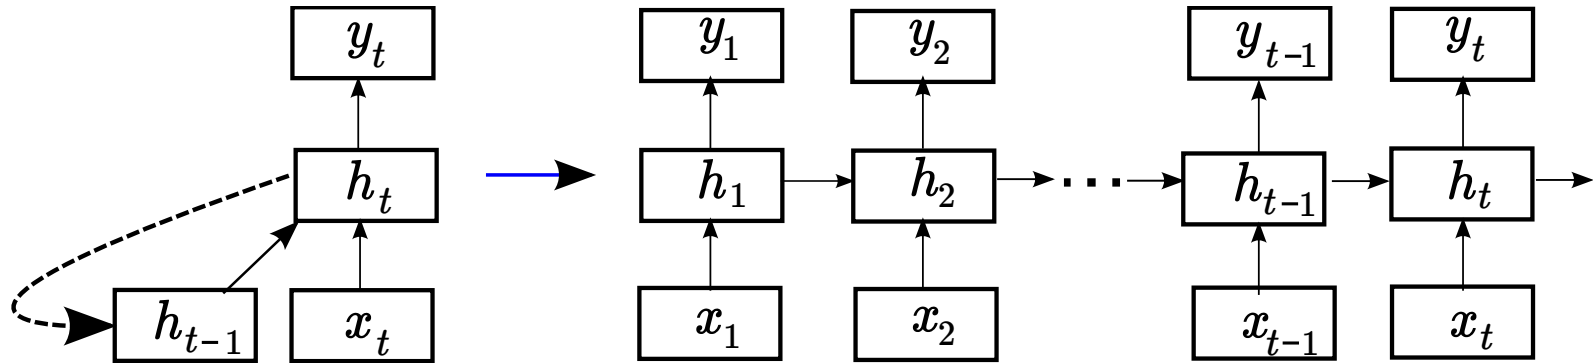 y_t y_1 y_2 y_{t-1} y_t
h_t h_1 h_2 ... h_{t-1} h_t
h_{t-1} x_t x_1 x_2 x_{t-1} x_t